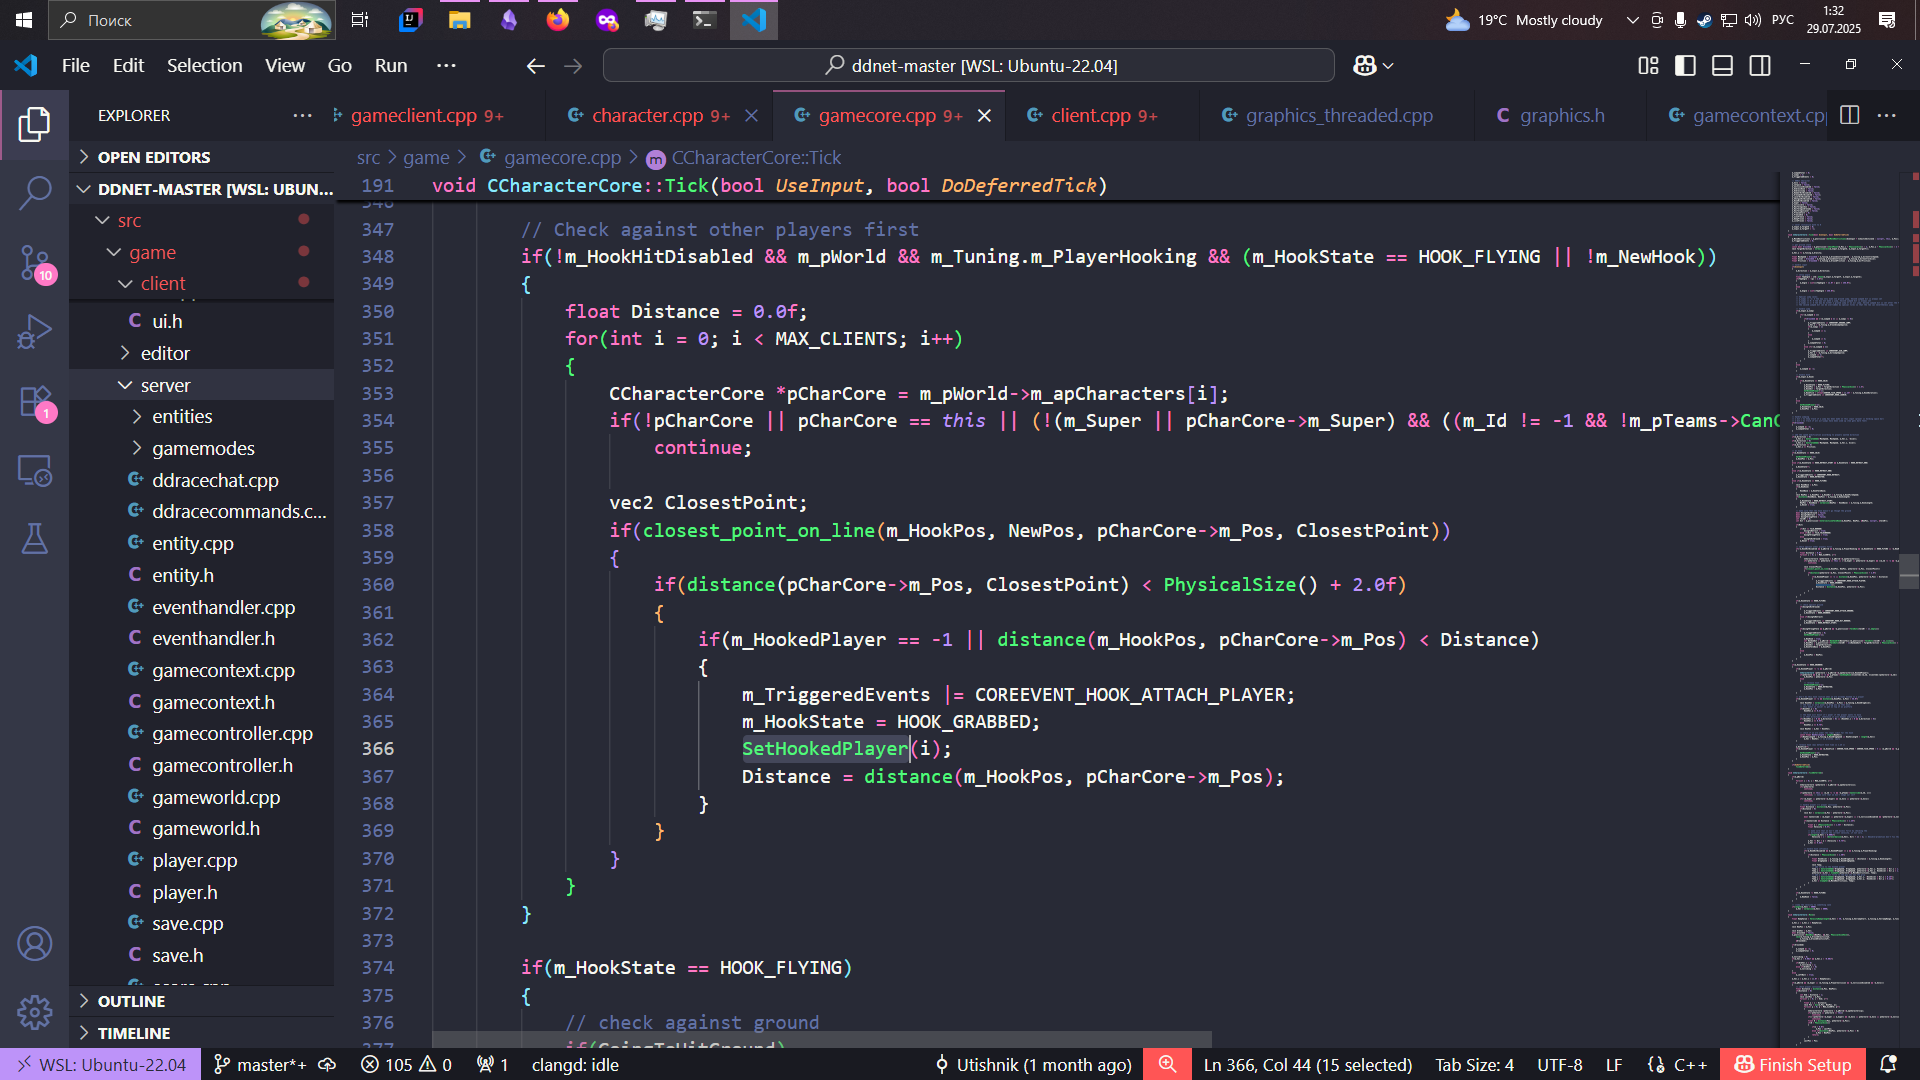 Поиск
19°C Mostly cloudy
РУС
1:32
29.07.2025
File Edit Selection View Go Run ···
ddnet-master [WSL: Ubuntu-22.04]
EXPLORER
gameclient.cpp 9+
character.cpp 9+
gamecore.cpp 9+
client.cpp 9+
graphics_threaded.cpp
graphics.h
gamecontext.cpp
OPEN EDITORS
DDNET-MASTER [WSL: UBUN...
src
game
client
ui.h
editor
server
entities
gamemodes
ddracechat.cpp
ddracecommands.c...
entity.cpp
entity.h
eventhandler.cpp
eventhandler.h
gamecontext.cpp
gamecontext.h
gamecontroller.cpp
gamecontroller.h
gameworld.cpp
gameworld.h
player.cpp
player.h
save.cpp
save.h
OUTLINE
TIMELINE
10
1
src > game > gamecore.cpp > CCharacterCore::Tick
191 void CCharacterCore::Tick(bool UseInput, bool DoDeferredTick)
346
347 // Check against other players first
348 if(!m_HookHitDisabled && m_pWorld && m_Tuning.m_PlayerHooking && (m_HookState == HOOK_FLYING || !m_NewHook))
349 {
350 float Distance = 0.0f;
351 for(int i = 0; i < MAX_CLIENTS; i++)
352 {
353 CCharacterCore *pCharCore = m_pWorld->m_apCharacters[i];
354 if(!pCharCore || pCharCore == this || (!(m_Super || pCharCore->m_Super) && ((m_Id != -1 && !m_pTeams->CanC
355 continue;
356
357 vec2 ClosestPoint;
358 if(closest_point_on_line(m_HookPos, NewPos, pCharCore->m_Pos, ClosestPoint))
359 {
360 if(distance(pCharCore->m_Pos, ClosestPoint) < PhysicalSize() + 2.0f)
361 {
362 if(m_HookedPlayer == -1 || distance(m_HookPos, pCharCore->m_Pos) < Distance)
363 {
364 m_TriggeredEvents |= COREEVENT_HOOK_ATTACH_PLAYER;
365 m_HookState = HOOK_GRABBED;
366 SetHookedPlayer(i);
367 Distance = distance(m_HookPos, pCharCore->m_Pos);
368 }
369 }
370 }
371 }
372 }
373
374 if(m_HookState == HOOK_FLYING)
375 {
376 // check against ground
377 if(GoingToHitGround)
WSL: Ubuntu-22.04
master*+
105 0
1
clangd: idle
Utishnik (1 month ago)
Ln 366, Col 44 (15 selected)
Tab Size: 4
UTF-8
LF
{} C++
Finish Setup